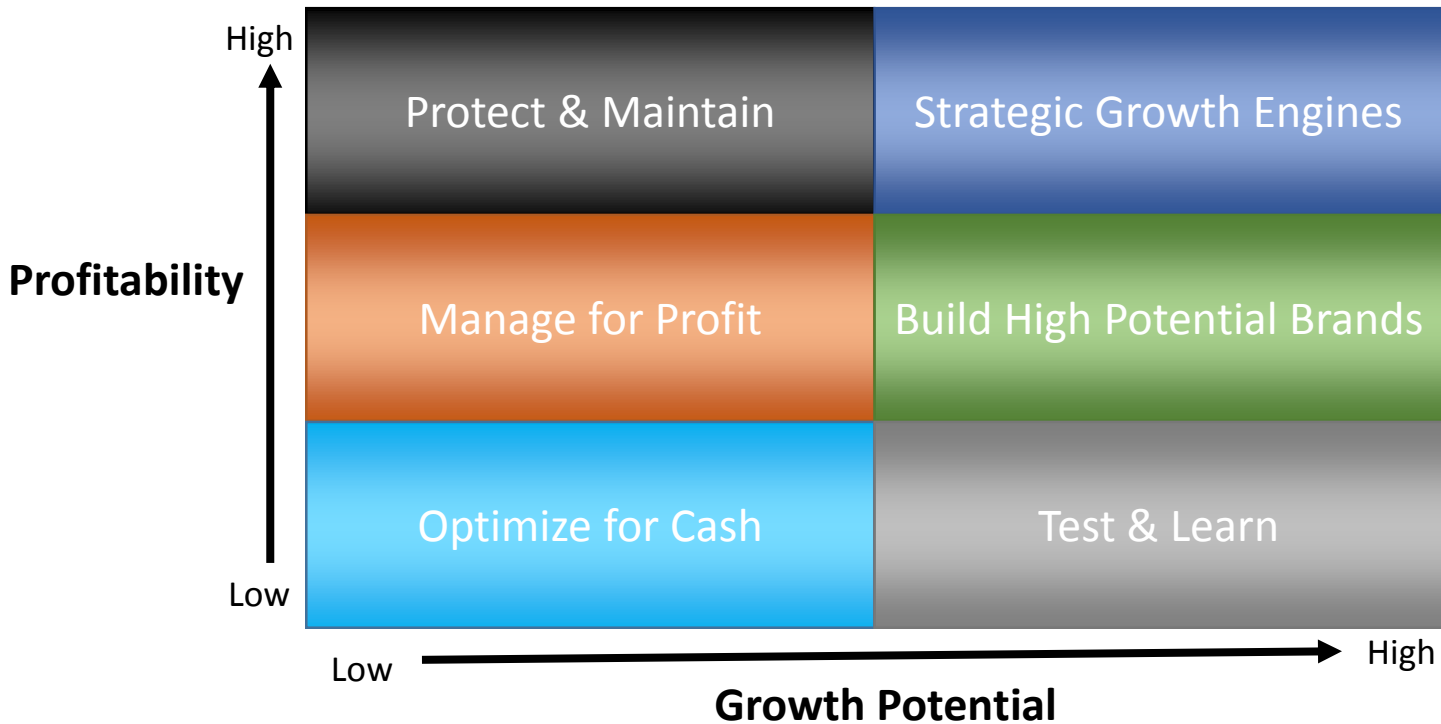 High
Protect & Maintain
Strategic Growth Engines
Profitability
Manage for Profit
Build High Potential Brands
Optimize for Cash
Test & Learn
Low
Low
High
Growth Potential